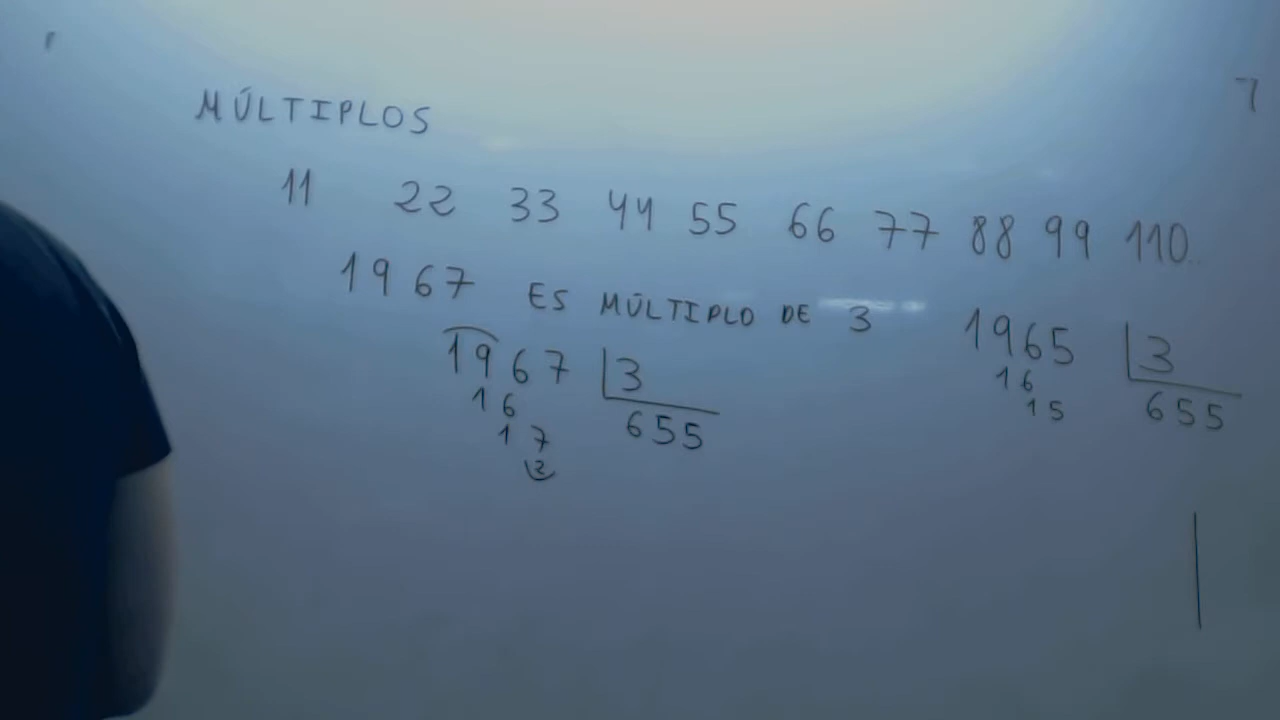 MÚLTIPLOS
7
11 22 33 44 55 66 77 88 99 110..
1967 ES MÚLTIPLO DE 3
1967 3
16 655
17
2
1965 3
16 655
15